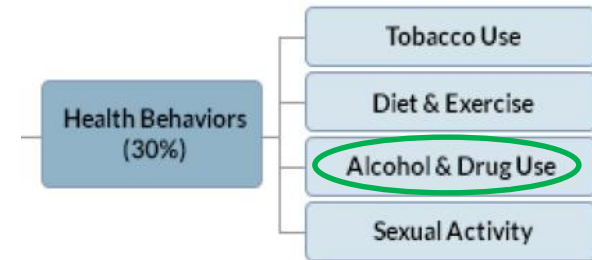 Health Behaviors
(30%)
Tobacco Use
Diet & Exercise
Alcohol & Drug Use
Sexual Activity